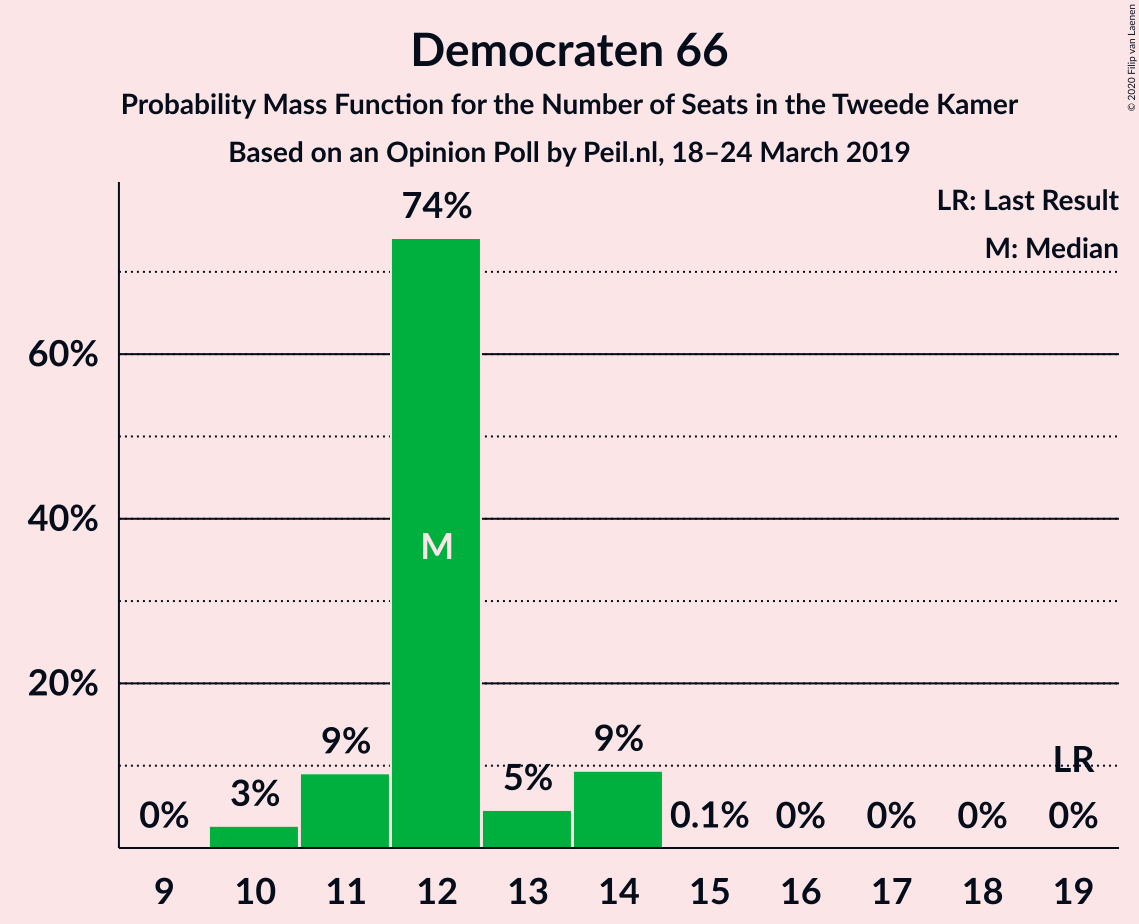 Democraten 66
Probability Mass Function for the Number of Seats in the Tweede Kamer
Based on an Opinion Poll by Peil.nl, 18–24 March 2019
© 2020 Filip van Laenen
LR: Last Result
M: Median
60%
40%
20%
0%
3%
9%
74%
M
5%
9%
0.1%
0%
0%
0%
LR
0%
9 10 11 12 13 14 15 16 17 18 19